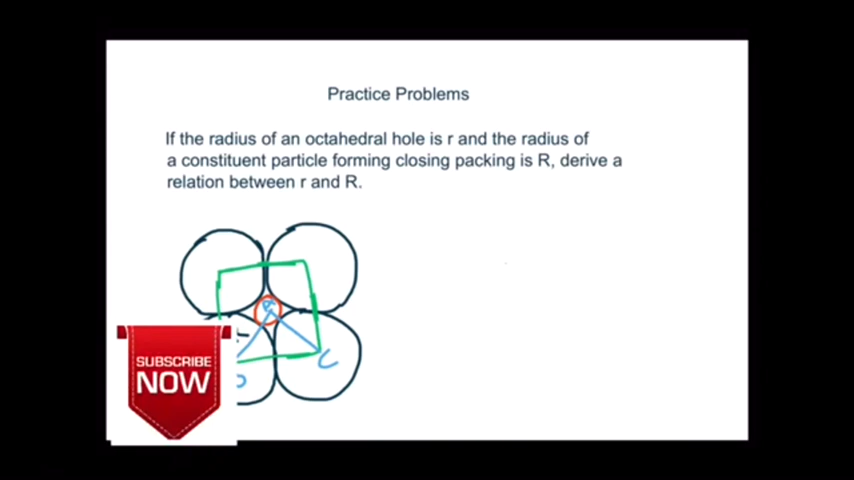 Practice Problems
If the radius of an octahedral hole is r and the radius of
a constituent particle forming closing packing is R, derive a
relation between r and R.
C
SUBSCRIBE
NOW